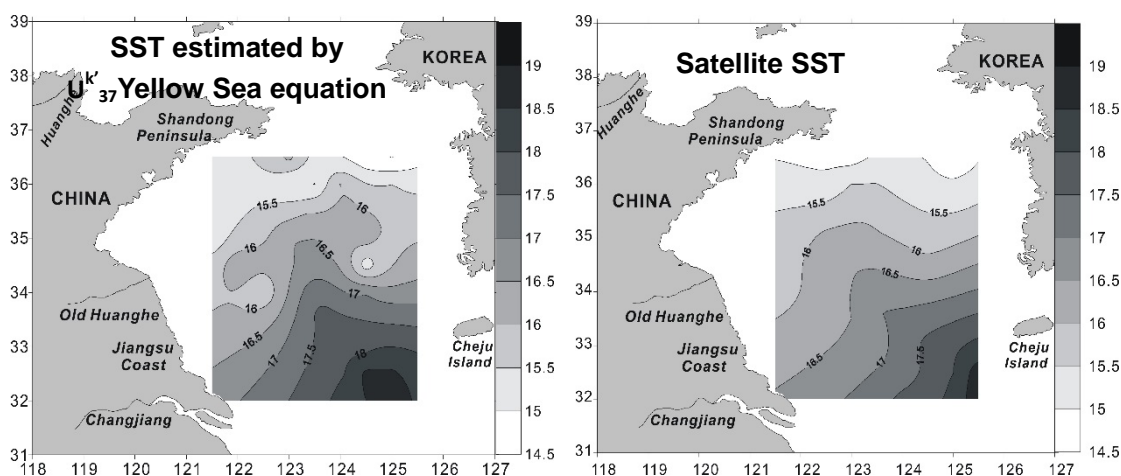 SST estimated by
U^k'_37 Yellow Sea equation
KOREA
Huanghe
Shandong
Peninsula
CHINA
15.5
16
16
16.5
16
17
16.5
17
17.5
18
Old Huanghe
Jiangsu
Coast
Changjiang
Cheju
Island
39
38
37
36
35
34
33
32
31
118 119 120 121 122 123 124 125 126 127
19
18.5
18
17.5
17
16.5
16
15.5
15
14.5
Satellite SST
KOREA
Huanghe
Shandong
Peninsula
CHINA
15.5
15.5
16
16
16.5
16.5
17
17.5
Old Huanghe
Jiangsu
Coast
Changjiang
Cheju
Island
39
38
37
36
35
34
33
32
31
118 119 120 121 122 123 124 125 126 127
19
18.5
18
17.5
17
16.5
16
15.5
15
14.5